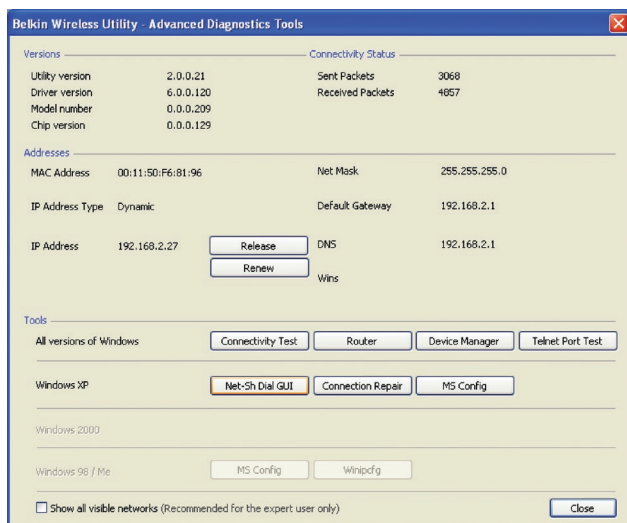 Belkin Wireless Utility - Advanced Diagnostics Tools
Versions
Utility version 2.0.0.21
Driver version 6.0.0.120
Model number 0.0.0.209
Chip version 0.0.0.129
Connectivity Status
Sent Packets 3068
Received Packets 4857
Addresses
MAC Address 00:11:50:F6:81:96
IP Address Type Dynamic
IP Address 192.168.2.27
Release
Renew
Net Mask 255.255.255.0
Default Gateway 192.168.2.1
DNS 192.168.2.1
Wins
Tools
All versions of Windows Connectivity Test Router Device Manager Telnet Port Test
Windows XP Net-Sh Dial GUI Connection Repair MS Config
Windows 2000
Windows 98 / Me MS Config Winipcfg
Show all visible networks (Recommended for the expert user only) Close